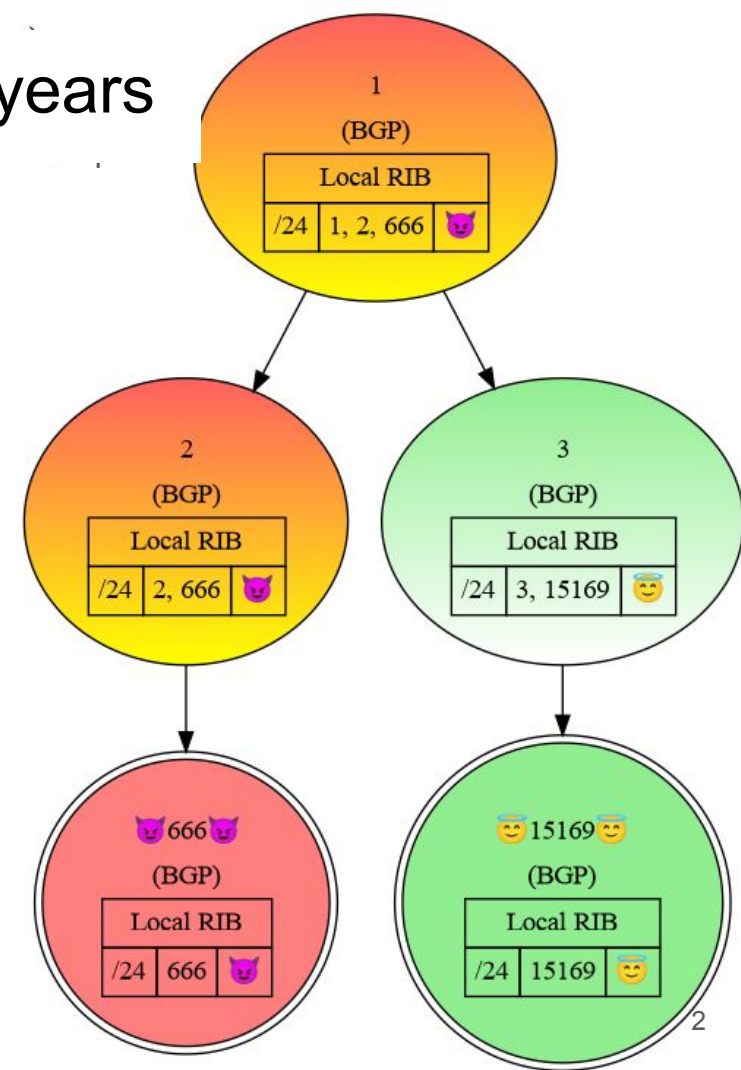 years
1
(BGP)
Local RIB
/24 1, 2, 666 😈
2
(BGP)
Local RIB
/24 2, 666 😈
3
(BGP)
Local RIB
/24 3, 15169 😇
😈666😈
(BGP)
Local RIB
/24 666 😈
😇15169😇
(BGP)
Local RIB
/24 15169 😇
2